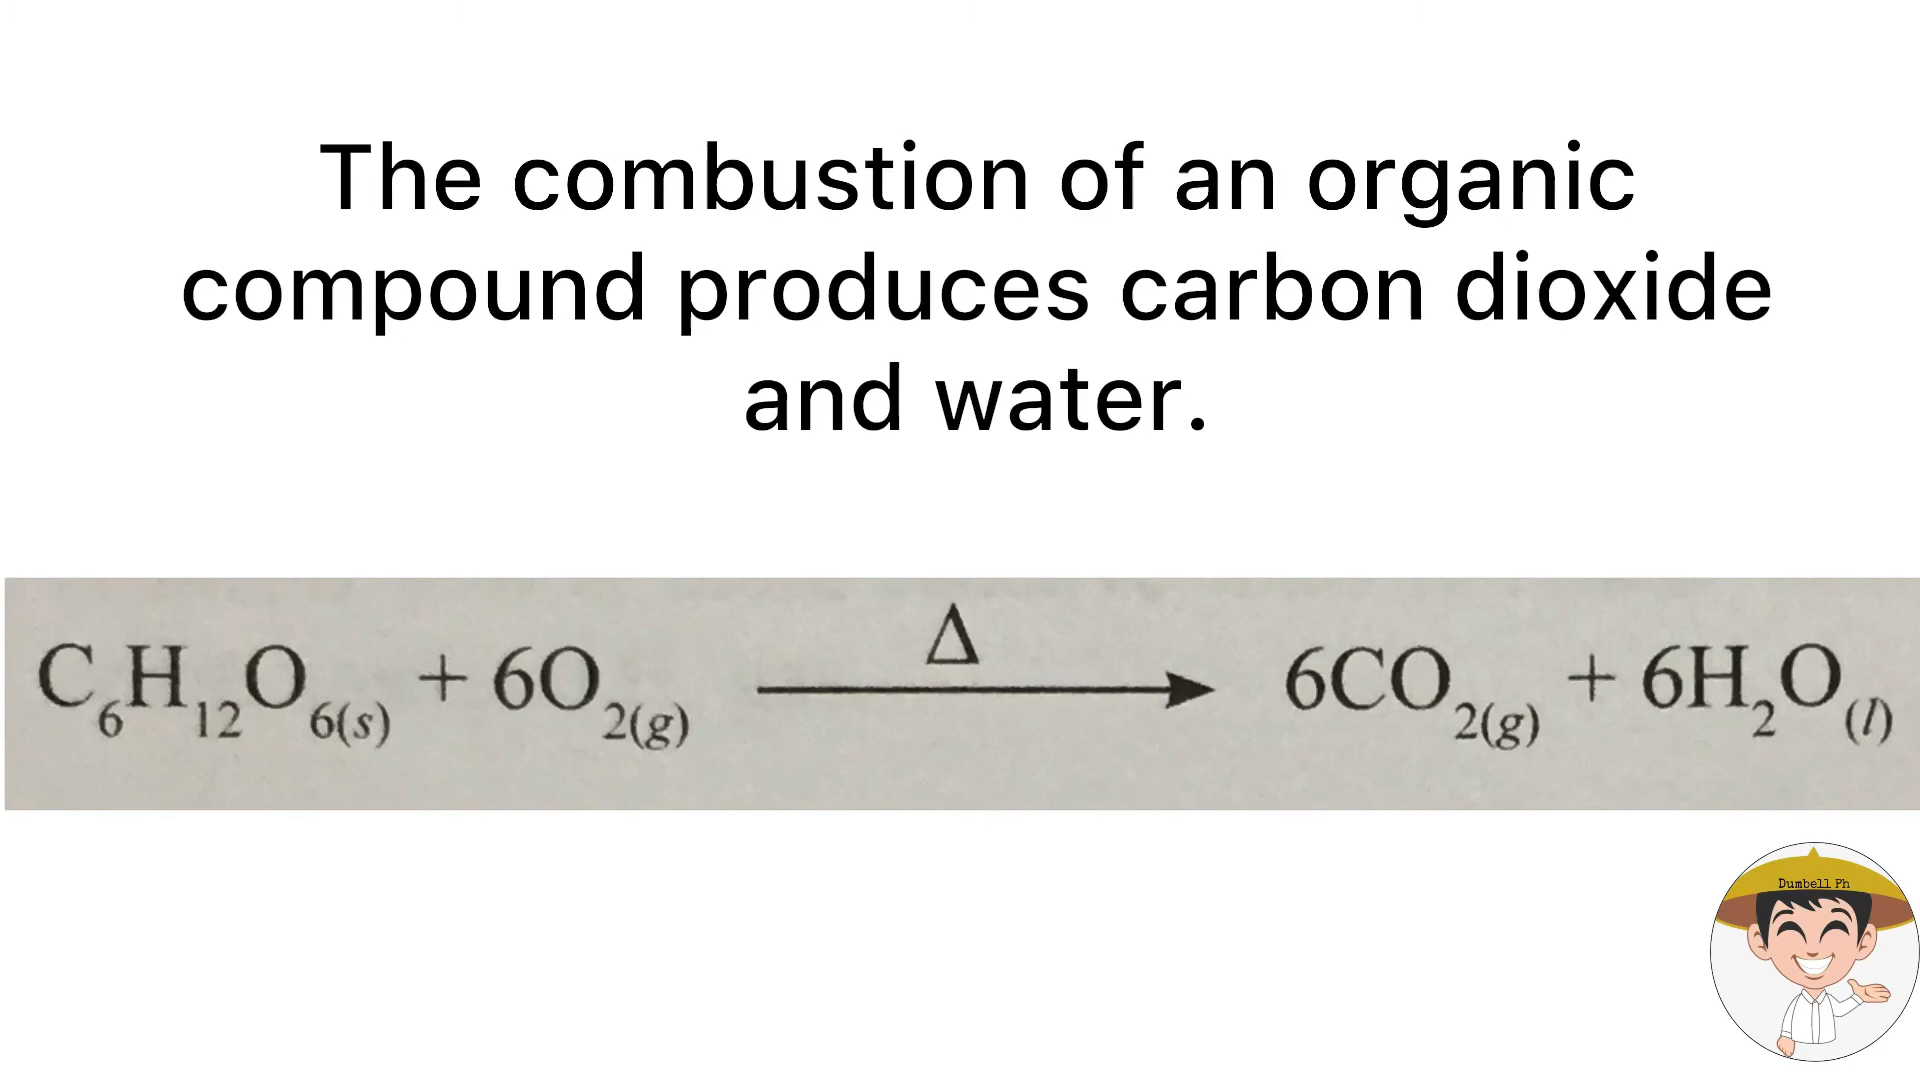 The combustion of an organic
compound produces carbon dioxide
and water.
C₆H₁₂O₆₍s₎ + 6O₂₍g₎ Δ → 6CO₂₍g₎ + 6H₂O₍l₎
Dumbell Ph